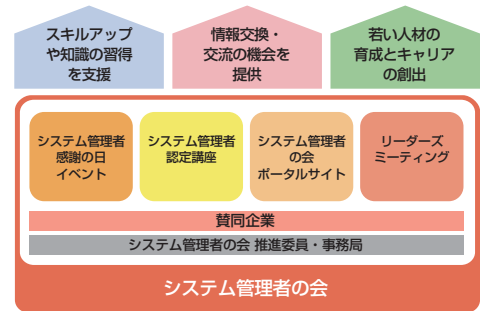 スキルアップ
や知識の習得
を支援
情報交換・
交流の機会を
提供
若い人材の
育成とキャリア
の創出
システム管理者
感謝の日
イベント
システム管理者
認定講座
システム管理者
の会
ポータルサイト
リーダーズ
ミーティング
賛同企業
システム管理者の会 推進委員・事務局
システム管理者の会